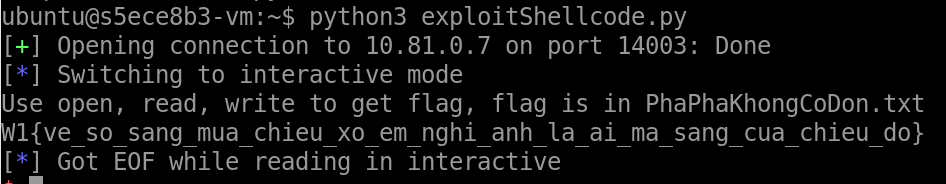 ubuntu@s5ece8b3-vm:~$ python3 exploitShellcode.py
[+] Opening connection to 10.81.0.7 on port 14003: Done
[*] Switching to interactive mode
Use open, read, write to get flag, flag is in PhaPhaKhongCoDon.txt
W1{ve_so_sang_mua_chieu_xo_em_nghi_anh_la_ai_ma_sang_cua_chieu_do}
[*] Got EOF while reading in interactive